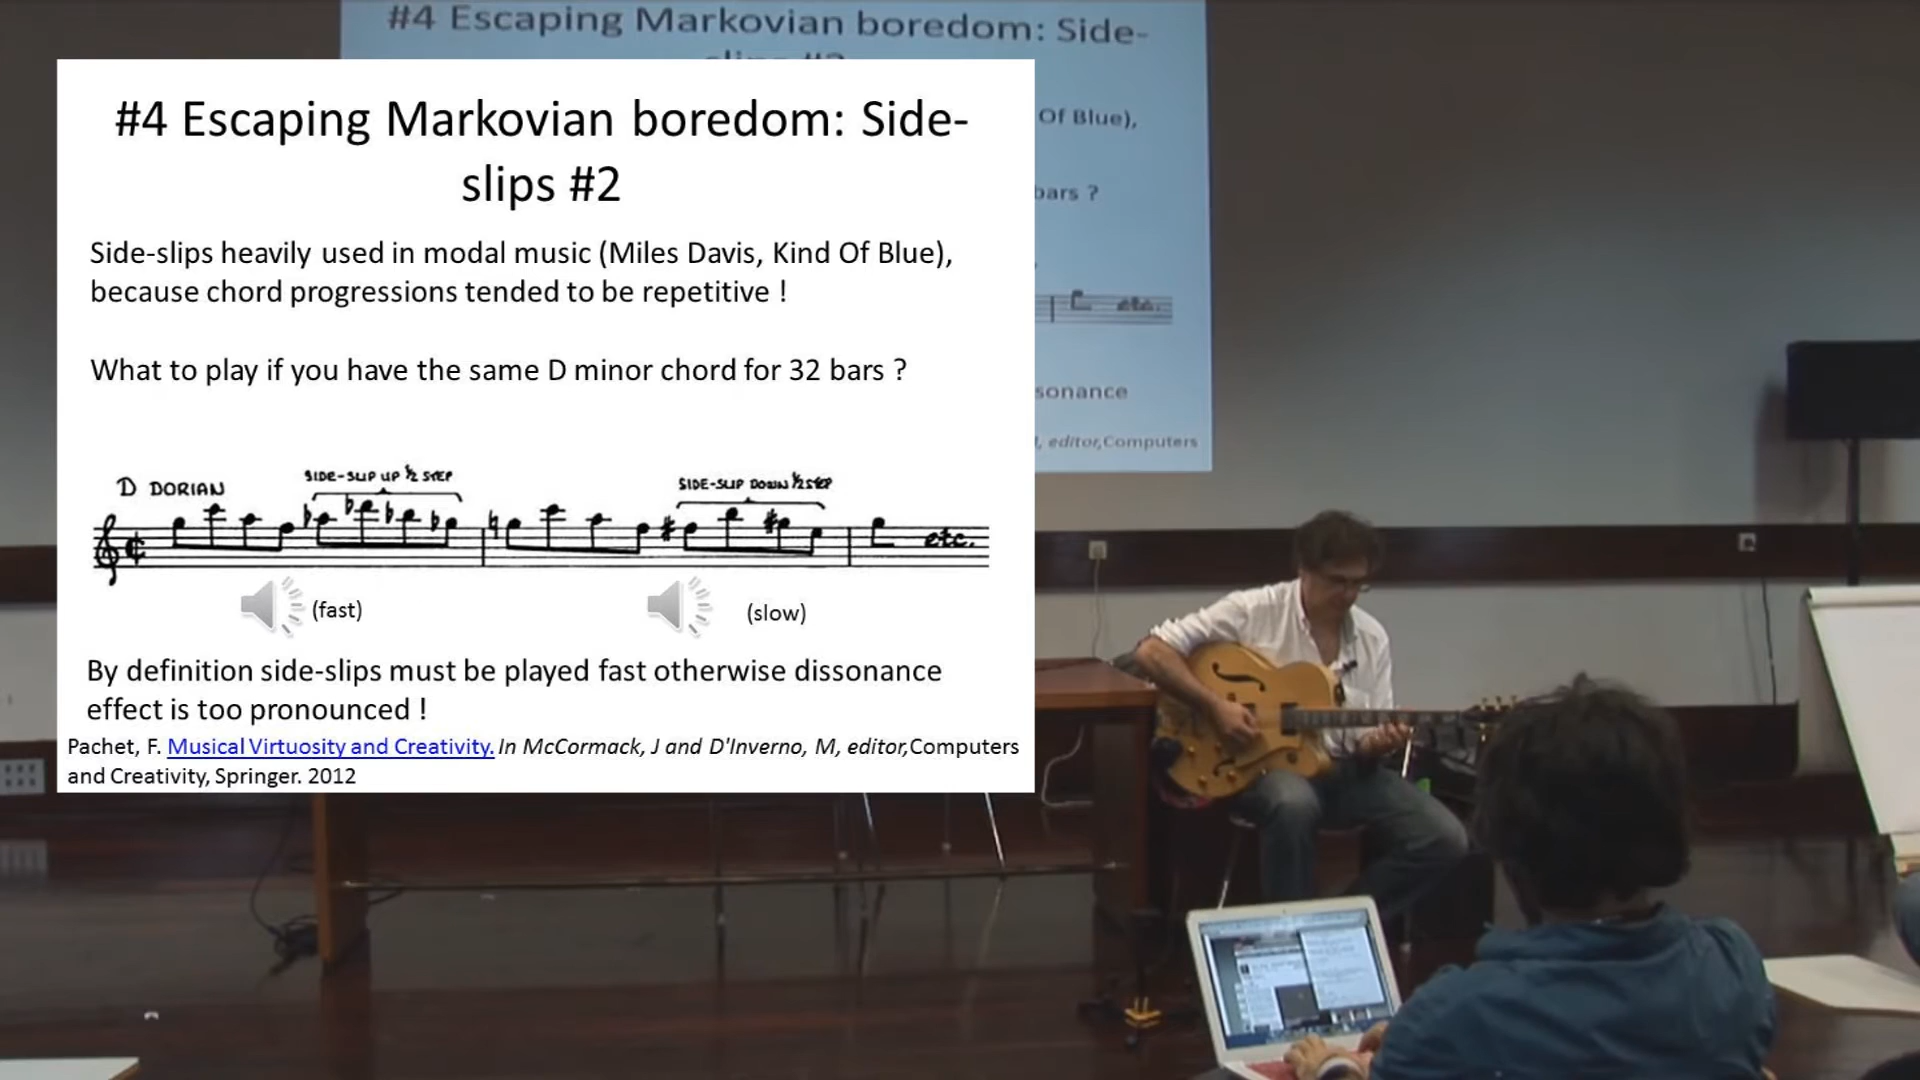 #4 Escaping Markovian boredom: Side-
slips #2
Side-slips heavily used in modal music (Miles Davis, Kind Of Blue),
because chord progressions tended to be repetitive !
What to play if you have the same D minor chord for 32 bars ?
D DORIAN
SIDE-SLIP UP ½ STEP
SIDE-SLIP DOWN ½ STEP
etc.
(fast)
(slow)
By definition side-slips must be played fast otherwise dissonance
effect is too pronounced !
Pachet, F. Musical Virtuosity and Creativity. In McCormack, J and D'Inverno, M, editor,Computers
and Creativity, Springer. 2012
#4 Escaping Markovian boredom: Side-
Of Blue),
bars ?
etc.
sonance
editor,Computers